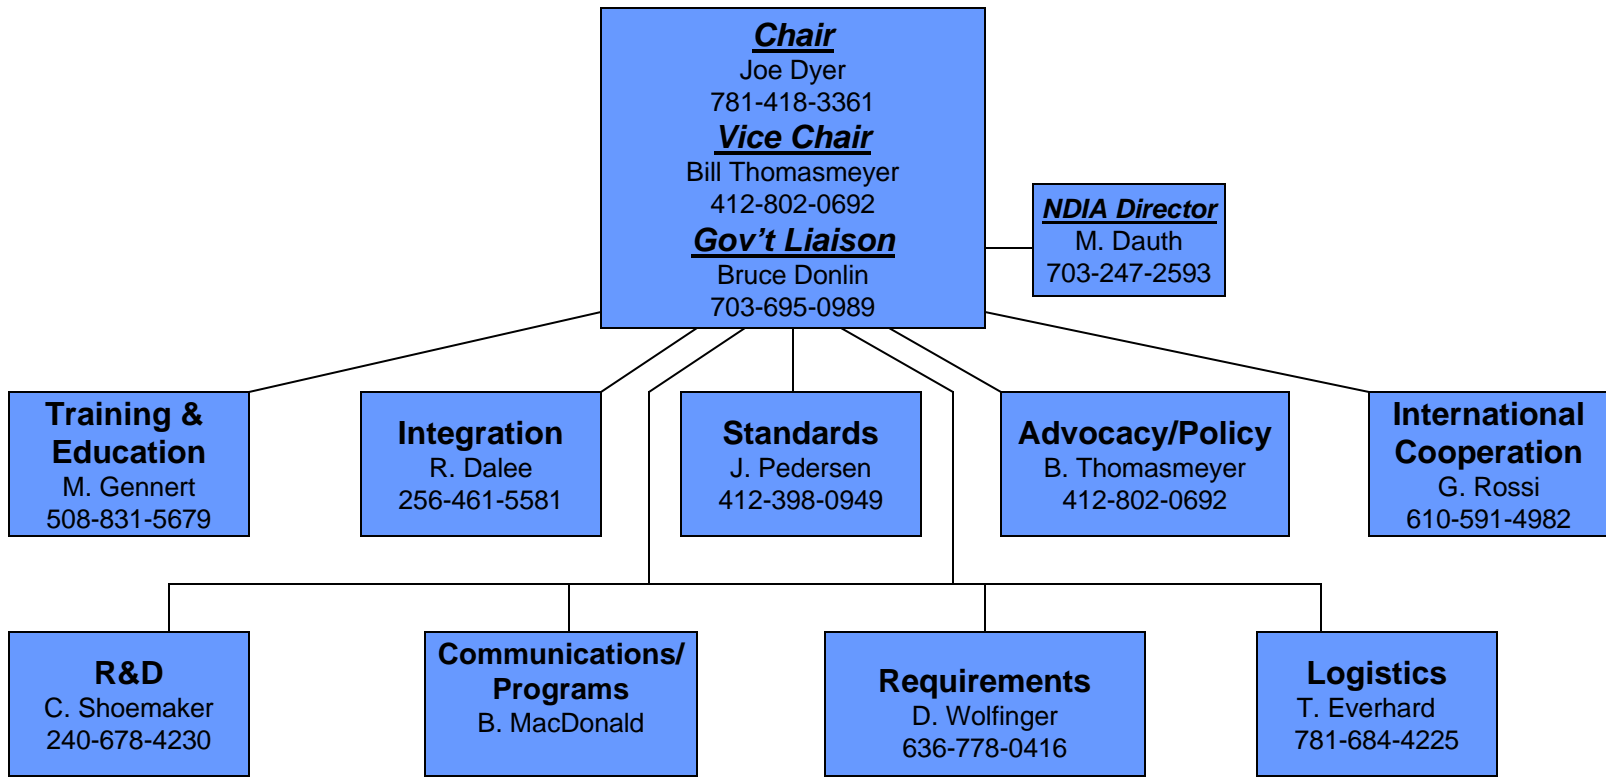 Chair
Joe Dyer
781-418-3361
Vice Chair
Bill Thomasmeyer
412-802-0692
Gov’t Liaison
Bruce Donlin
703-695-0989
NDIA Director
M. Dauth
703-247-2593
Training &
Education
M. Gennert
508-831-5679
Integration
R. Dalee
256-461-5581
Standards
J. Pedersen
412-398-0949
Advocacy/Policy
B. Thomasmeyer
412-802-0692
International
Cooperation
G. Rossi
610-591-4982
R&D
C. Shoemaker
240-678-4230
Communications/
Programs
B. MacDonald
Requirements
D. Wolfinger
636-778-0416
Logistics
T. Everhard
781-684-4225